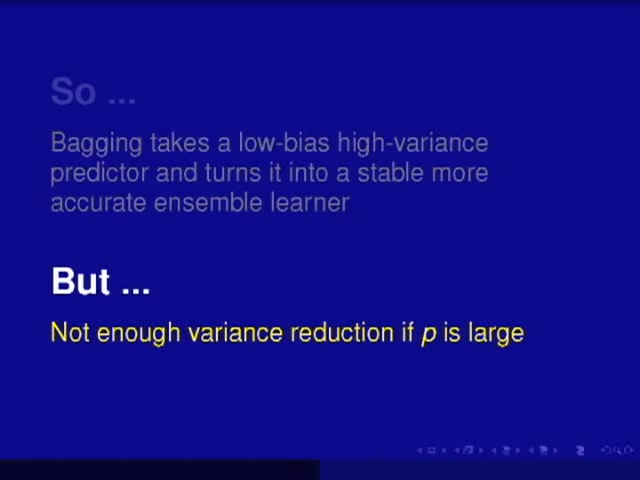 So ...
Bagging takes a low-bias high-variance
predictor and turns it into a stable more
accurate ensemble learner
But ...
Not enough variance reduction if p is large